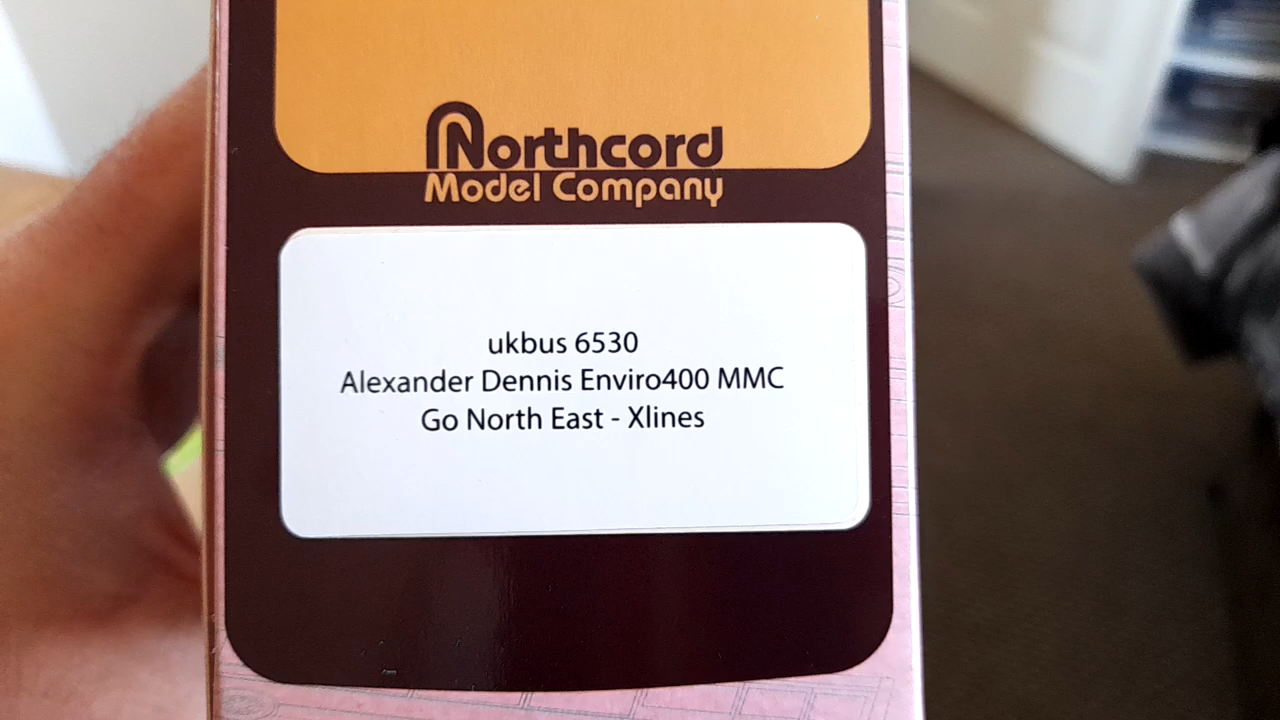 Northcord
Model Company
ukbus 6530
Alexander Dennis Enviro400 MMC
Go North East - Xlines